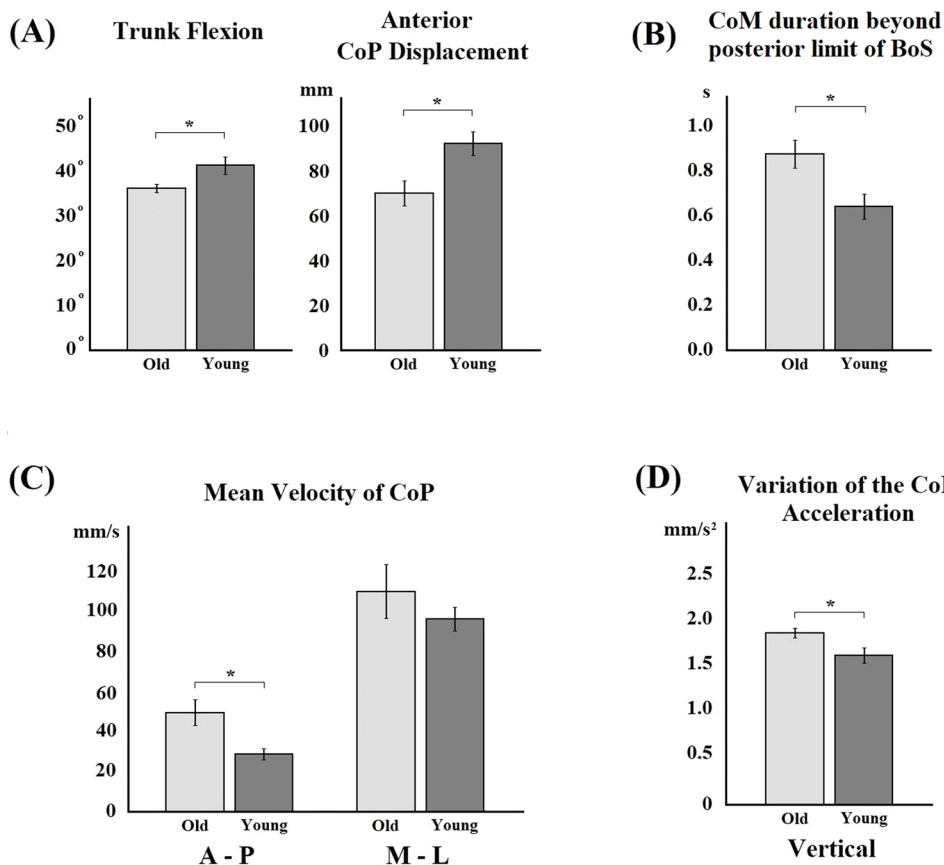 (A)
Trunk Flexion
50°
40°
30°
20°
10°
0°
*
Old Young
Anterior
CoP Displacement
mm
100
80
60
40
20
0
*
Old Young
(B)
CoM duration beyond
posterior limit of BoS
s
1.0
0.8
0.6
0.4
0.2
0.0
*
Old Young
(C)
Mean Velocity of CoP
mm/s
120
100
80
60
40
20
0
*
Old Young Old Young
A - P M - L
(D)
Variation of the
Acceleration
mm/s²
2.5
2.0
1.5
1.0
0.5
0
*
Old Young
Vertical